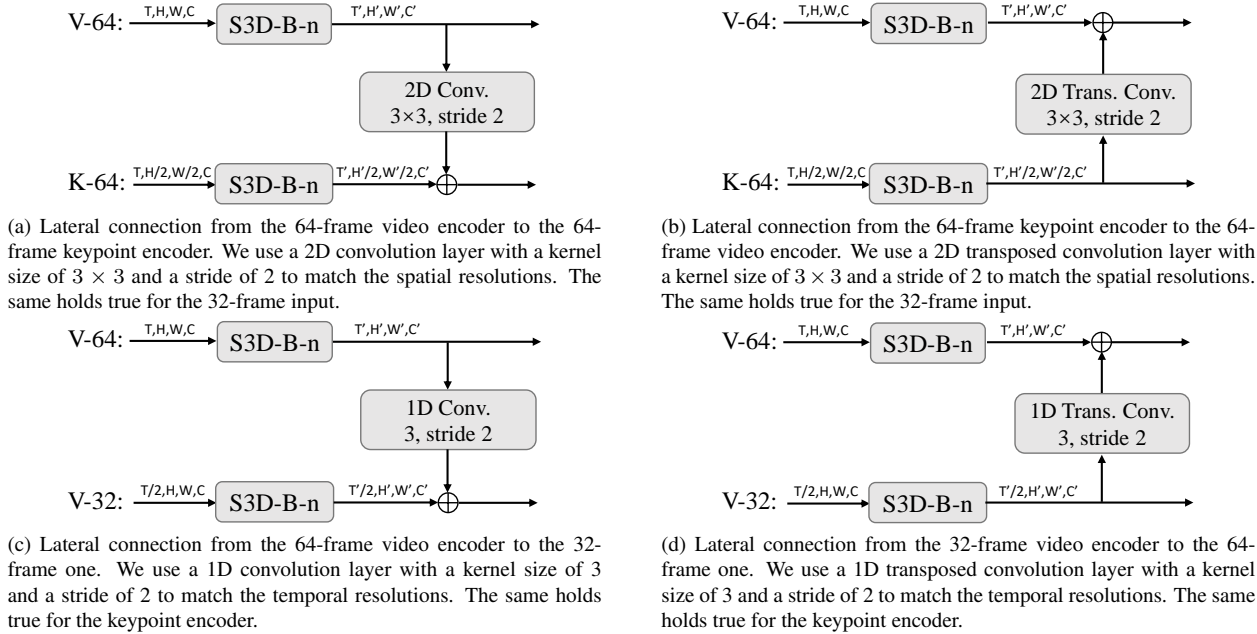 V-64: T,H,W,C S3D-B-n T',H',W',C'
2D Conv.
3×3, stride 2
K-64: T,H/2,W/2,C S3D-B-n T',H'/2,W'/2,C'
(a) Lateral connection from the 64-frame video encoder to the 64-
frame keypoint encoder. We use a 2D convolution layer with a kernel
size of 3 × 3 and a stride of 2 to match the spatial resolutions. The
same holds true for the 32-frame input.
V-64: T,H,W,C S3D-B-n T',H',W',C'
2D Trans. Conv.
3×3, stride 2
K-64: T,H/2,W/2,C S3D-B-n T',H'/2,W'/2,C'
(b) Lateral connection from the 64-frame keypoint encoder to the 64-
frame video encoder. We use a 2D transposed convolution layer with
a kernel size of 3 × 3 and a stride of 2 to match the spatial resolutions.
The same holds true for the 32-frame input.
V-64: T,H,W,C S3D-B-n T',H',W',C'
1D Conv.
3, stride 2
V-32: T/2,H,W,C S3D-B-n T'/2,H',W',C'
(c) Lateral connection from the 64-frame video encoder to the 32-
frame one. We use a 1D convolution layer with a kernel size of 3
and a stride of 2 to match the temporal resolutions. The same holds
true for the keypoint encoder.
V-64: T,H,W,C S3D-B-n T',H',W',C'
1D Trans. Conv.
3, stride 2
V-32: T/2,H,W,C S3D-B-n T'/2,H',W',C'
(d) Lateral connection from the 32-frame video encoder to the 64-
frame one. We use a 1D transposed convolution layer with a kernel
size of 3 and a stride of 2 to match the temporal resolutions. The same
holds true for the keypoint encoder.